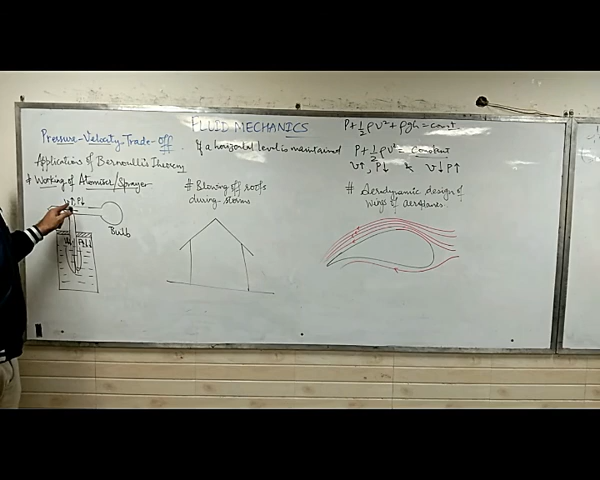 FLUID MECHANICS
P+½ρv²+ρgh=const
Pressure-Velocity Trade-off
If a horizontal level is maintained
P+½ρv²= Constant
Applications of Bernoulli's Theorem
v↑, P↓ & v↓P↑
# Working of Atomiser/Sprayer
# Blowing off roofs
during storms
# Aerodynamic design of
wings of aeroplanes.
v↑ P↓
Bulb